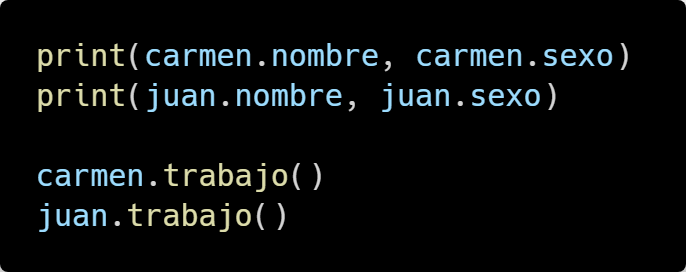 print(carmen.nombre, carmen.sexo)
print(juan.nombre, juan.sexo)
carmen.trabajo()
juan.trabajo()